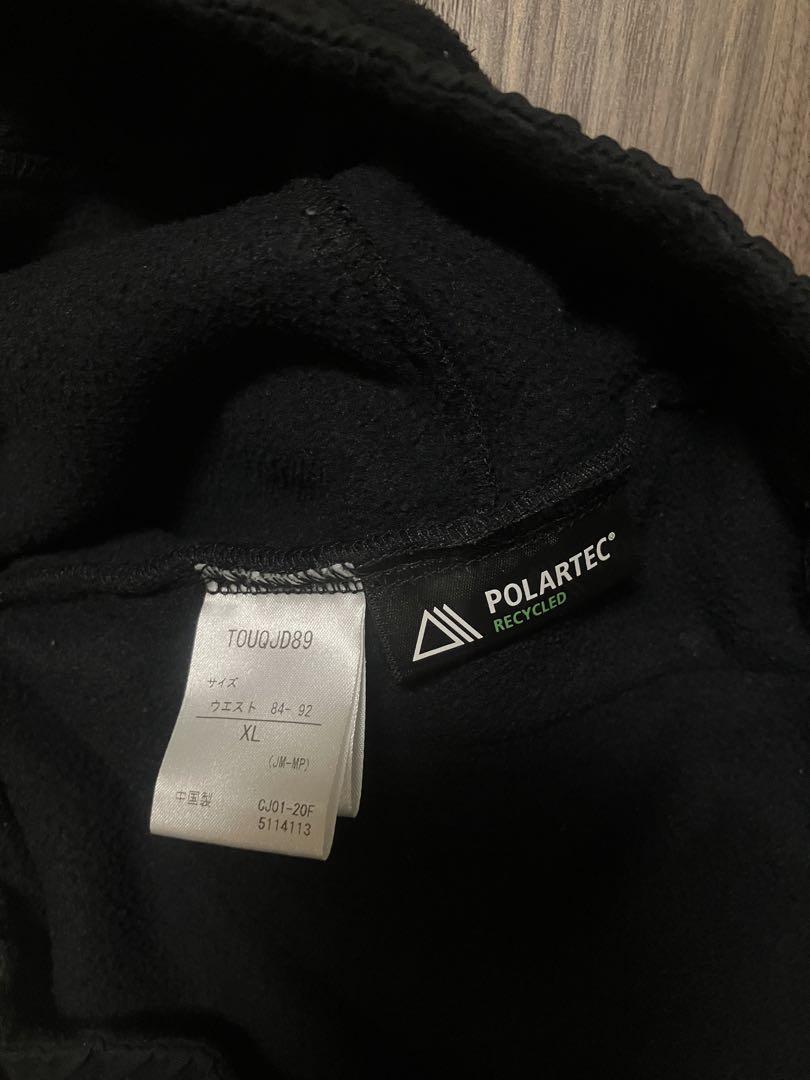 TOUQJD89
サイズ
ウエスト 84- 92
XL
(JM-MP)
中国製 CJ01-20F
5114113
POLARTEC®
RECYCLED